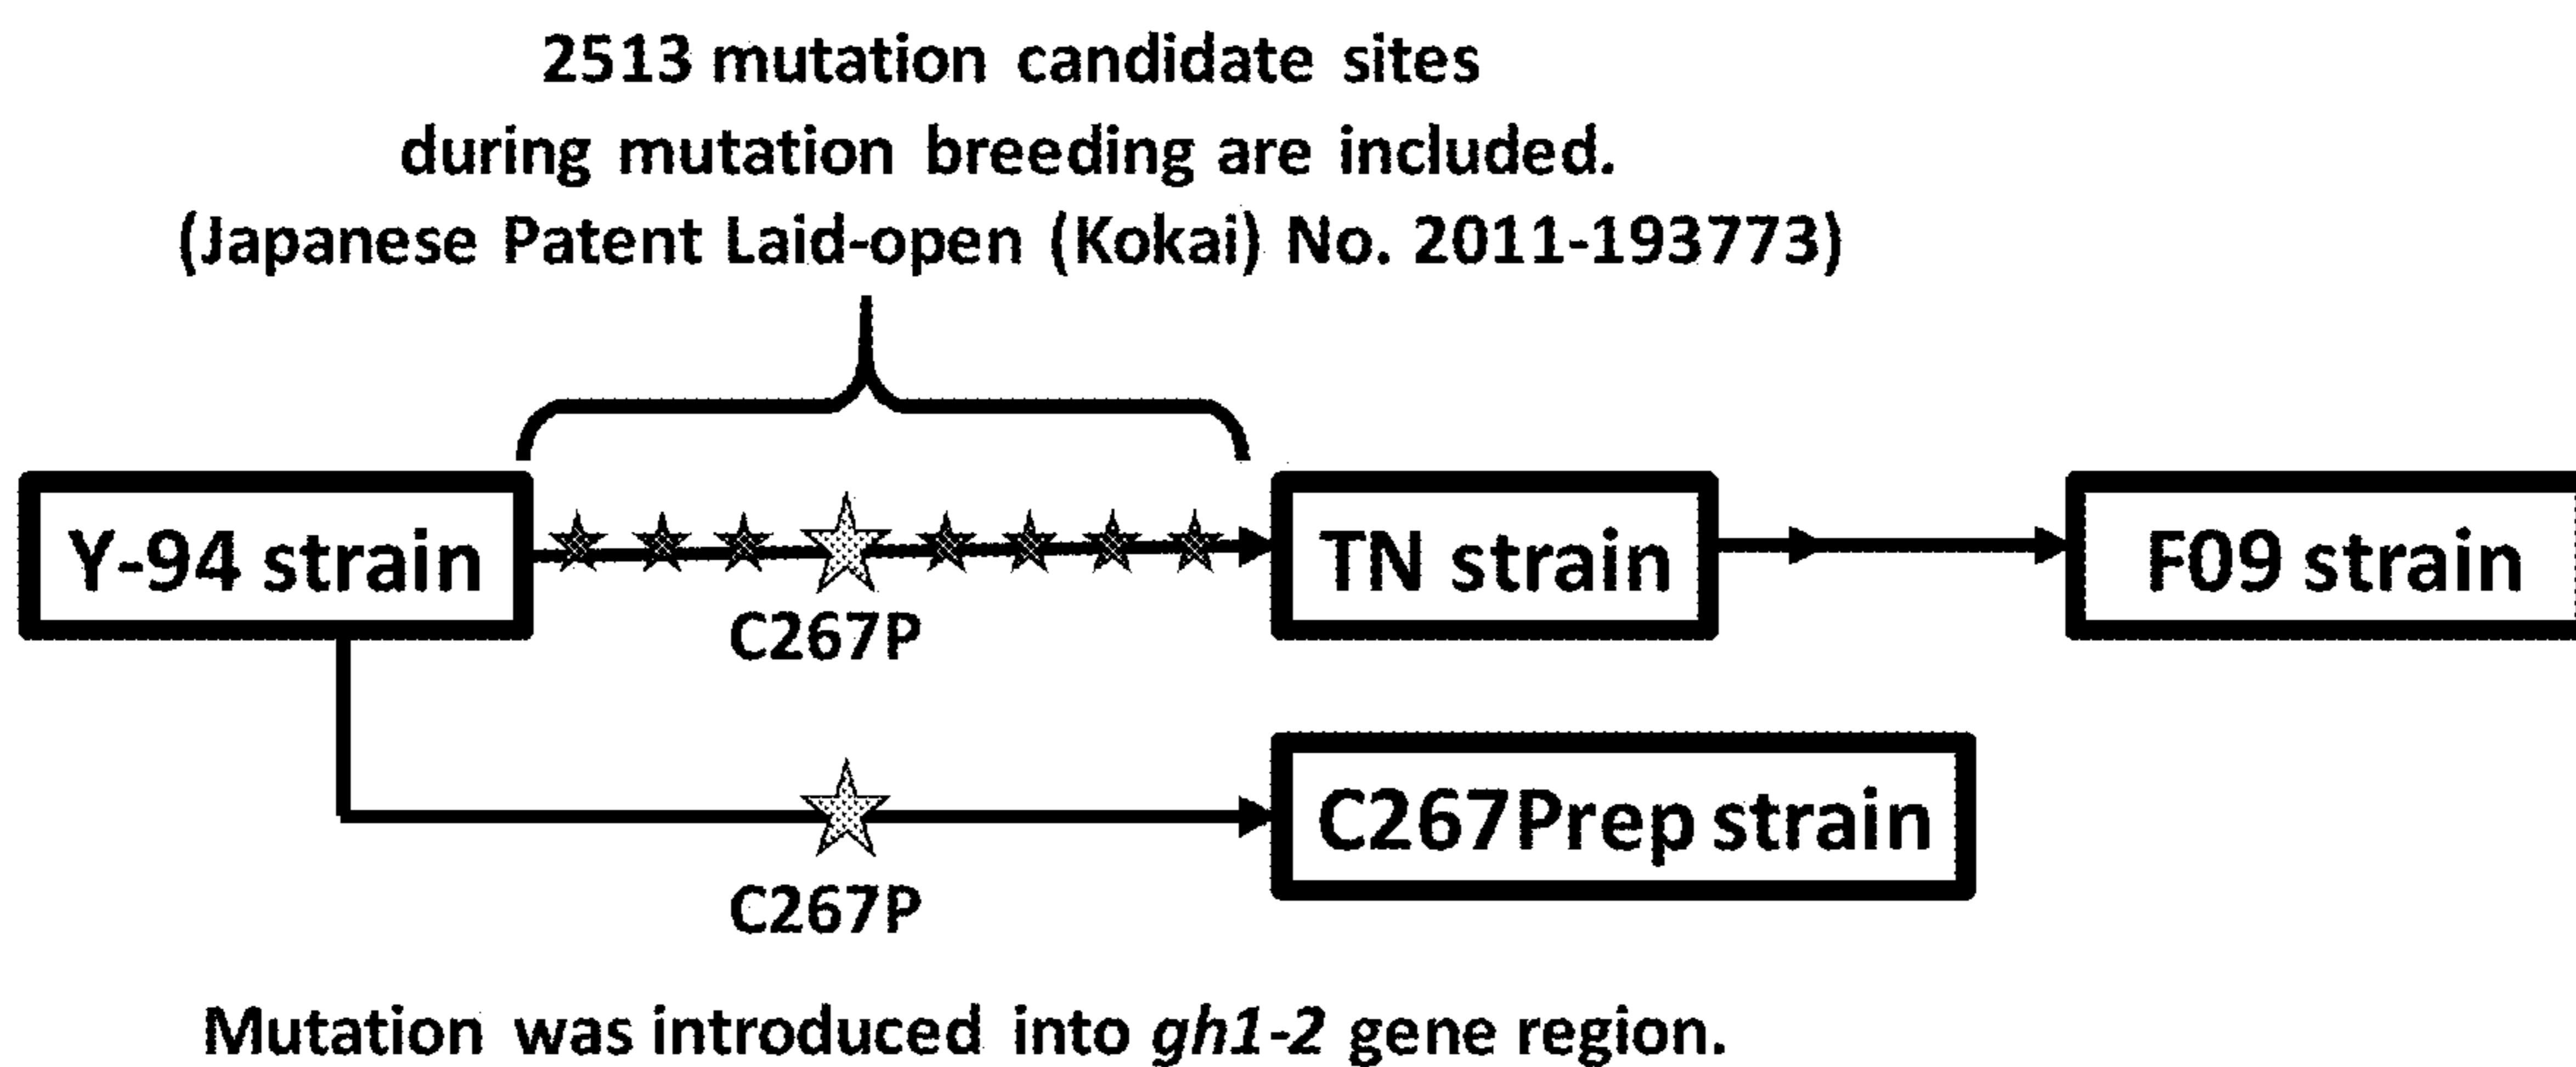 2513 mutation candidate sites
during mutation breeding are included.
(Japanese Patent Laid-open (Kokai) No. 2011-193773)
Y-94 strain
TN strain
F09 strain
C267P
C267Prep strain
C267P
Mutation was introduced into gh1-2 gene region.